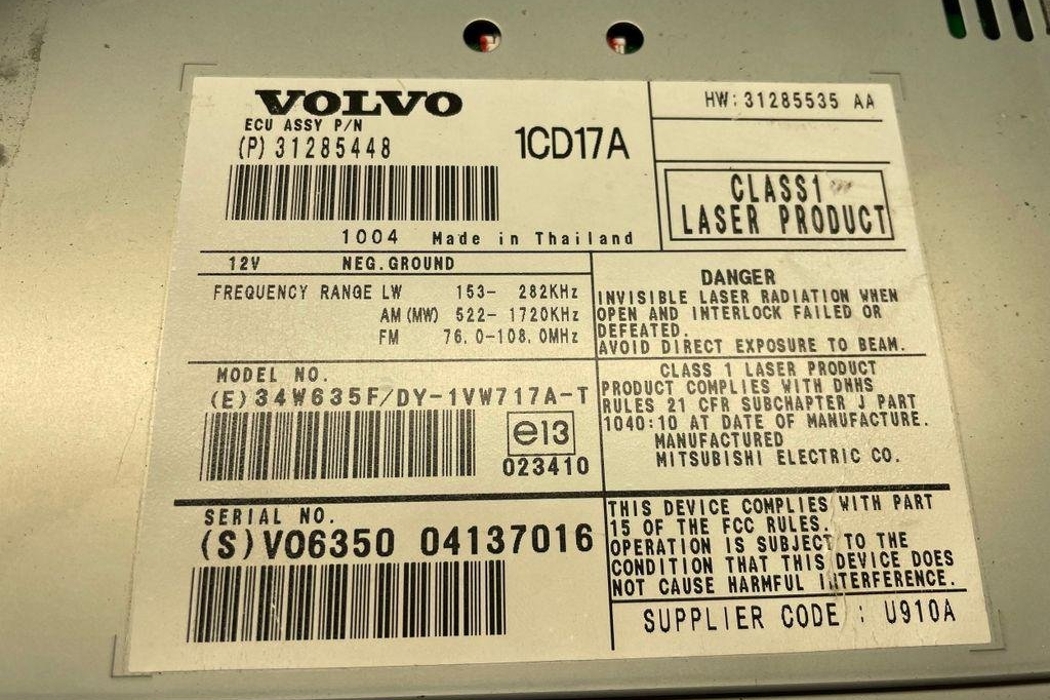 VOLVO
ECU ASSY P/N
(P) 31285448
1CD17A
1004 Made in Thailand
HW: 31285535 AA
CLASS1
LASER PRODUCT
12V NEG. GROUND
FREQUENCY RANGE LW 153- 282KHz
AM (MW) 522- 1720KHz
FM 76.0-108.0MHz
DANGER
INVISIBLE LASER RADIATION WHEN
OPEN AND INTERLOCK FAILED OR
DEFEATED.
AVOID DIRECT EXPOSURE TO BEAM.
MODEL NO.
(E) 34W635F/DY-1VW717A-T
e13
023410
CLASS 1 LASER PRODUCT
PRODUCT COMPLIES WITH DHHS
RULES 21 CFR SUBCHAPTER J PART
1040:10 AT DATE OF MANUFACTURE.
MANUFACTURED
MITSUBISHI ELECTRIC CO.
SERIAL NO.
(S) VO6350 04137016
THIS DEVICE COMPLIES WITH PART
15 OF THE FCC RULES.
OPERATION IS SUBJECT TO THE
CONDITION THAT THIS DEVICE DOES
NOT CAUSE HARMFUL INTERFERENCE.
SUPPLIER CODE : U910A